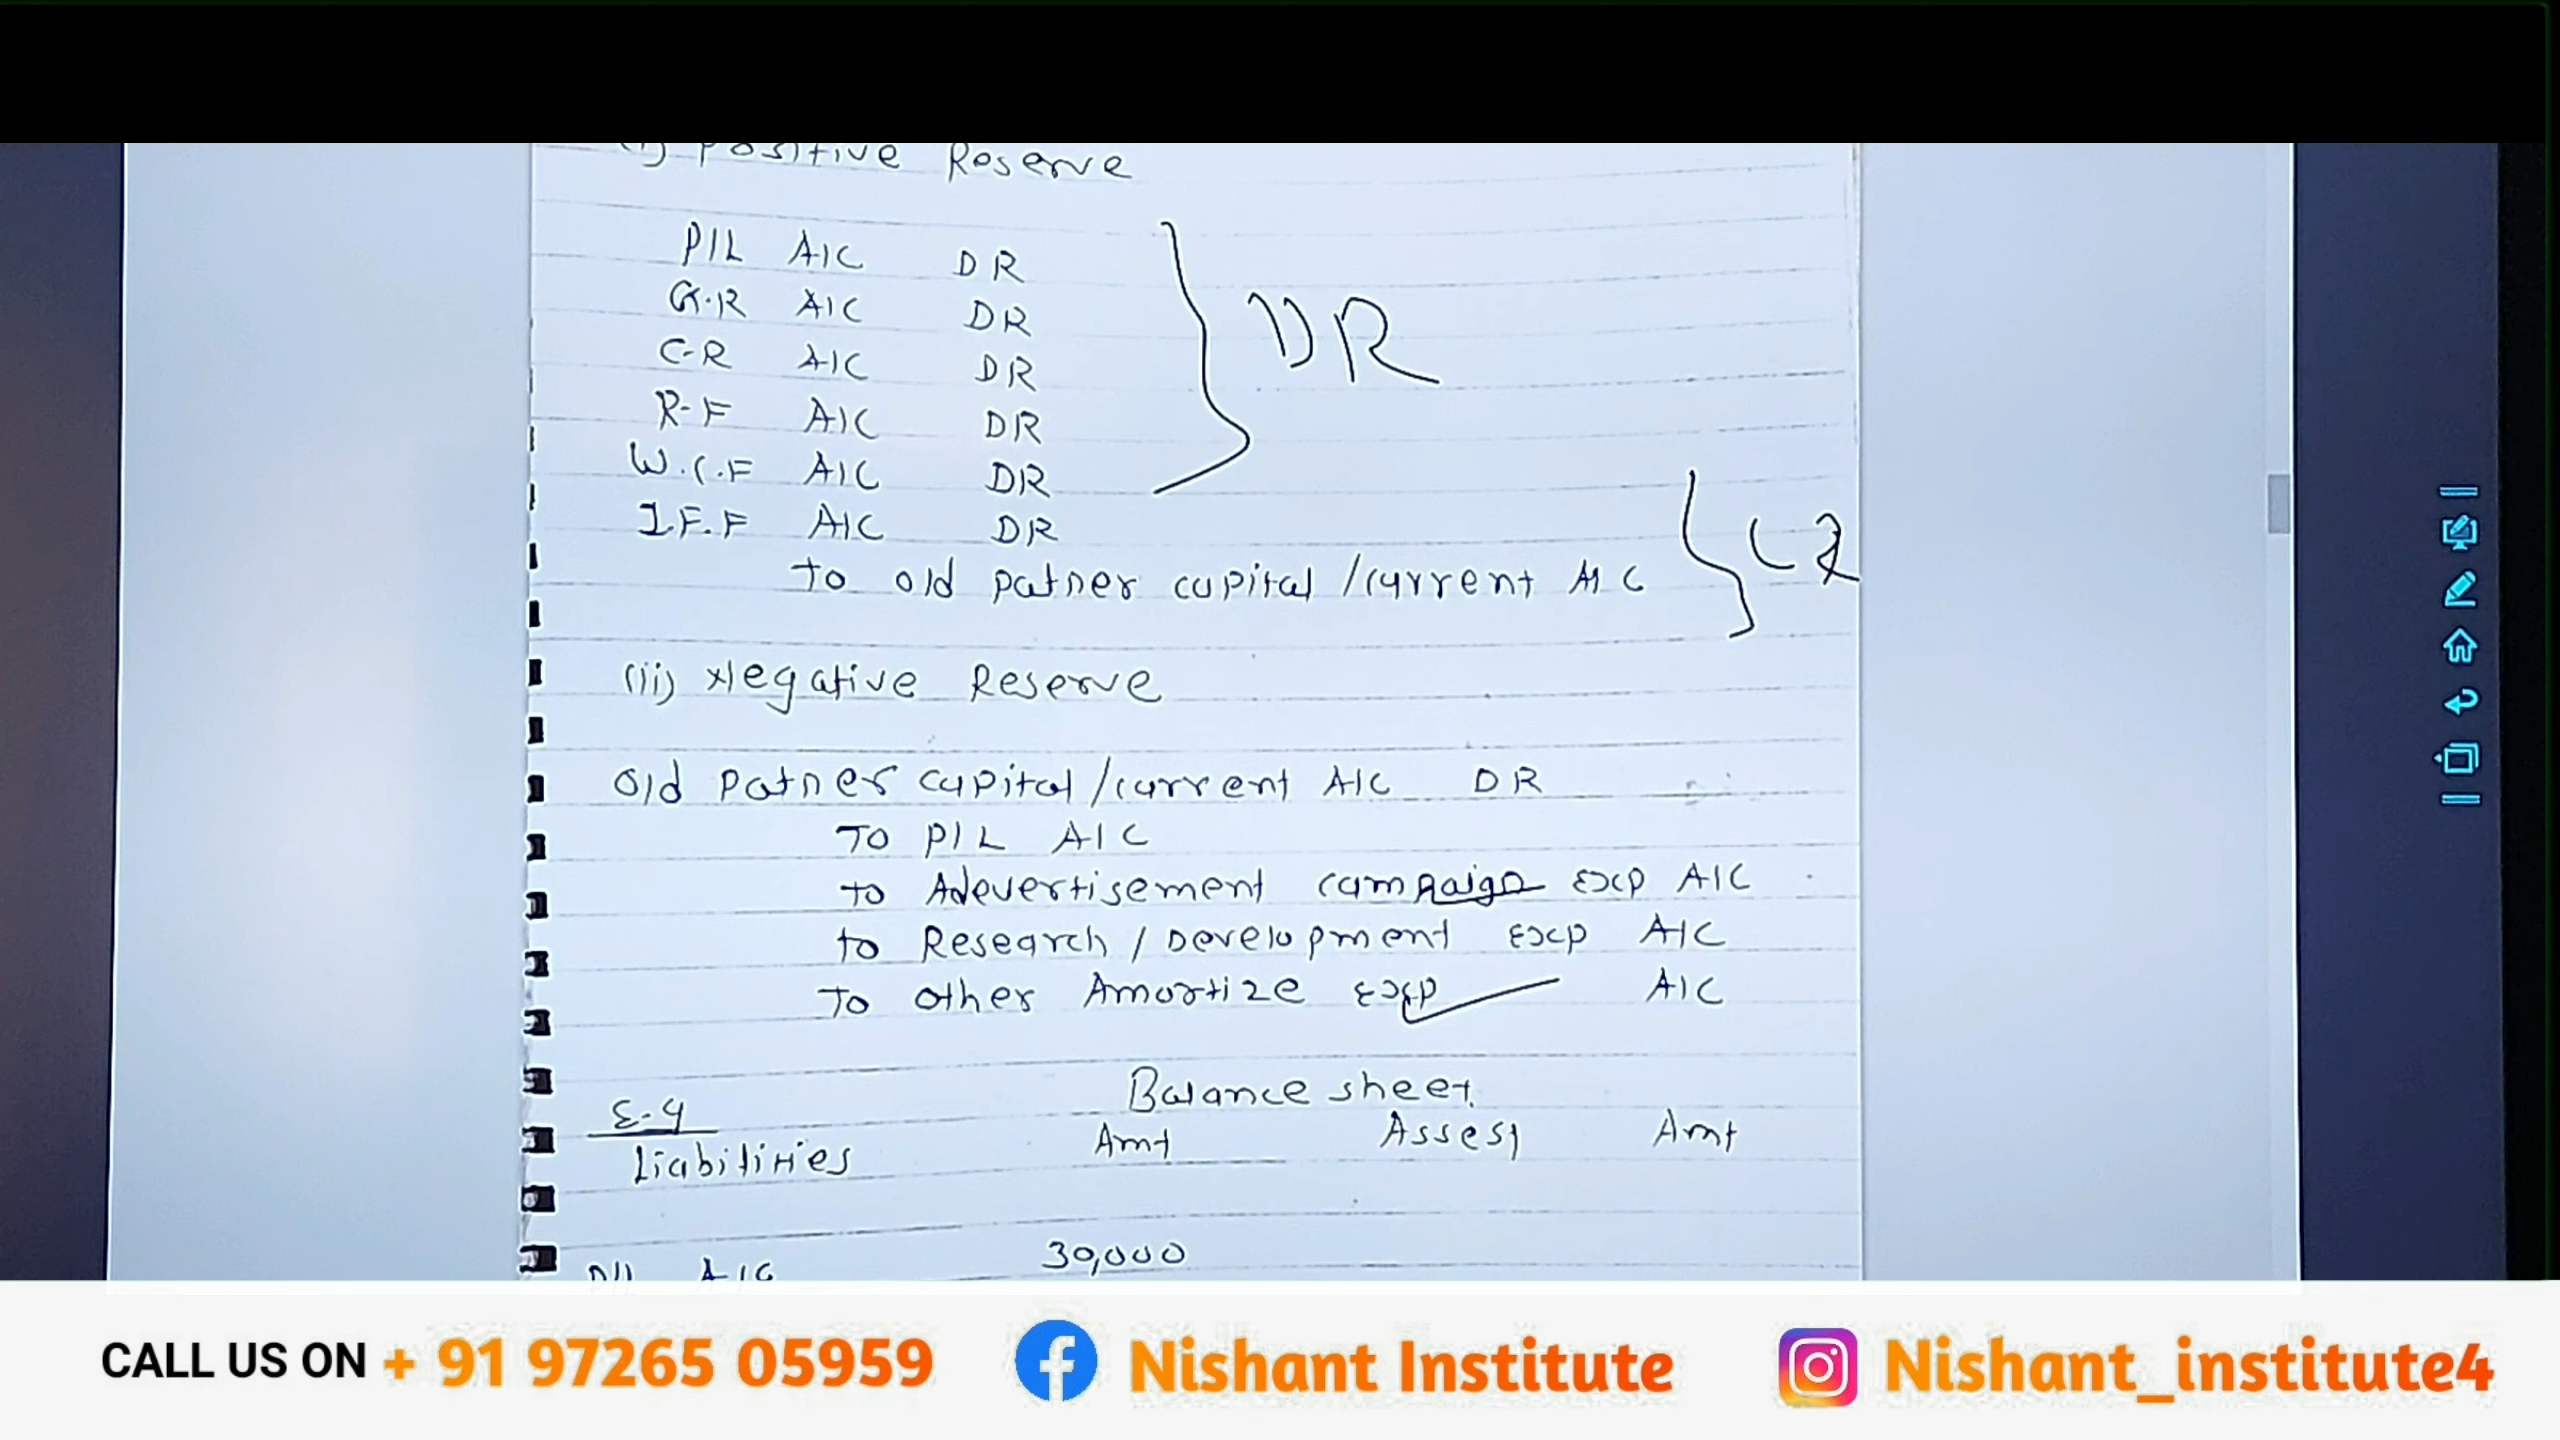 (i) Positive Reserve
P/L A/C DR
G.R A/C DR
C-R A/C DR
R-F A/C DR
W.C.F A/C DR
I.F.F A/C DR
DR
To old patner capital/current A/C
CR
(ii) Negative Reserve
old patner capital/current A/C DR
To P/L A/C
To Adevertisement campaign Exp A/C
to Research/Development Exp A/C
To other Amortize Exp A/C
Balance sheet
E-g
Liabilities Amt Assest Amt
P/L A/C 30,000
CALL US ON + 91 97265 05959 Nishant Institute Nishant_institute4